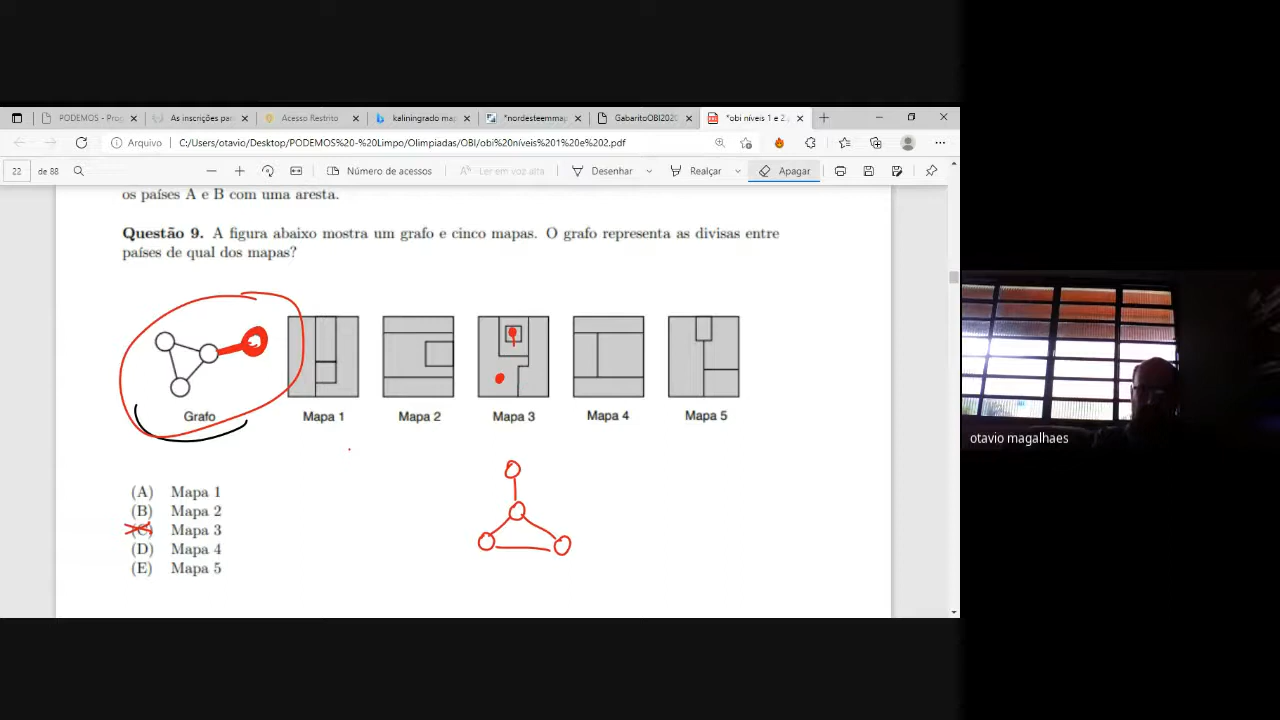 PODEMOS - Prog
As inscrições par
Acesso Restrito
kaliningrado map
*nordesteemmap
GabaritoOBI2020
*obi níveis 1 e 2.
Arquivo C:/Users/otavio/Desktop/PODEMOS%20-%20Limpo/Olimpiadas/OBI/obi%20níveis%201%20e%202.pdf
22 de 88 Número de acessos Ler em voz alta Desenhar Realçar Apagar
os países A e B com uma aresta.
Questão 9. A figura abaixo mostra um grafo e cinco mapas. O grafo representa as divisas entre
países de qual dos mapas?
Grafo Mapa 1 Mapa 2 Mapa 3 Mapa 4 Mapa 5
otavio magalhaes
(A) Mapa 1
(B) Mapa 2
(C) Mapa 3
(D) Mapa 4
(E) Mapa 5